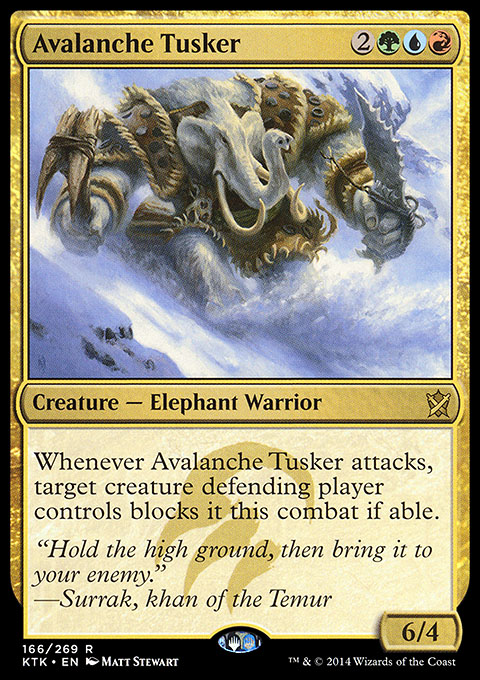 Avalanche Tusker 2
Creature — Elephant Warrior
Whenever Avalanche Tusker attacks,
target creature defending player
controls blocks it this combat if able.
“Hold the high ground, then bring it to
your enemy.”
—Surrak, khan of the Temur
6/4
166/269 R
KTK • EN Matt Stewart
™ & © 2014 Wizards of the Coast